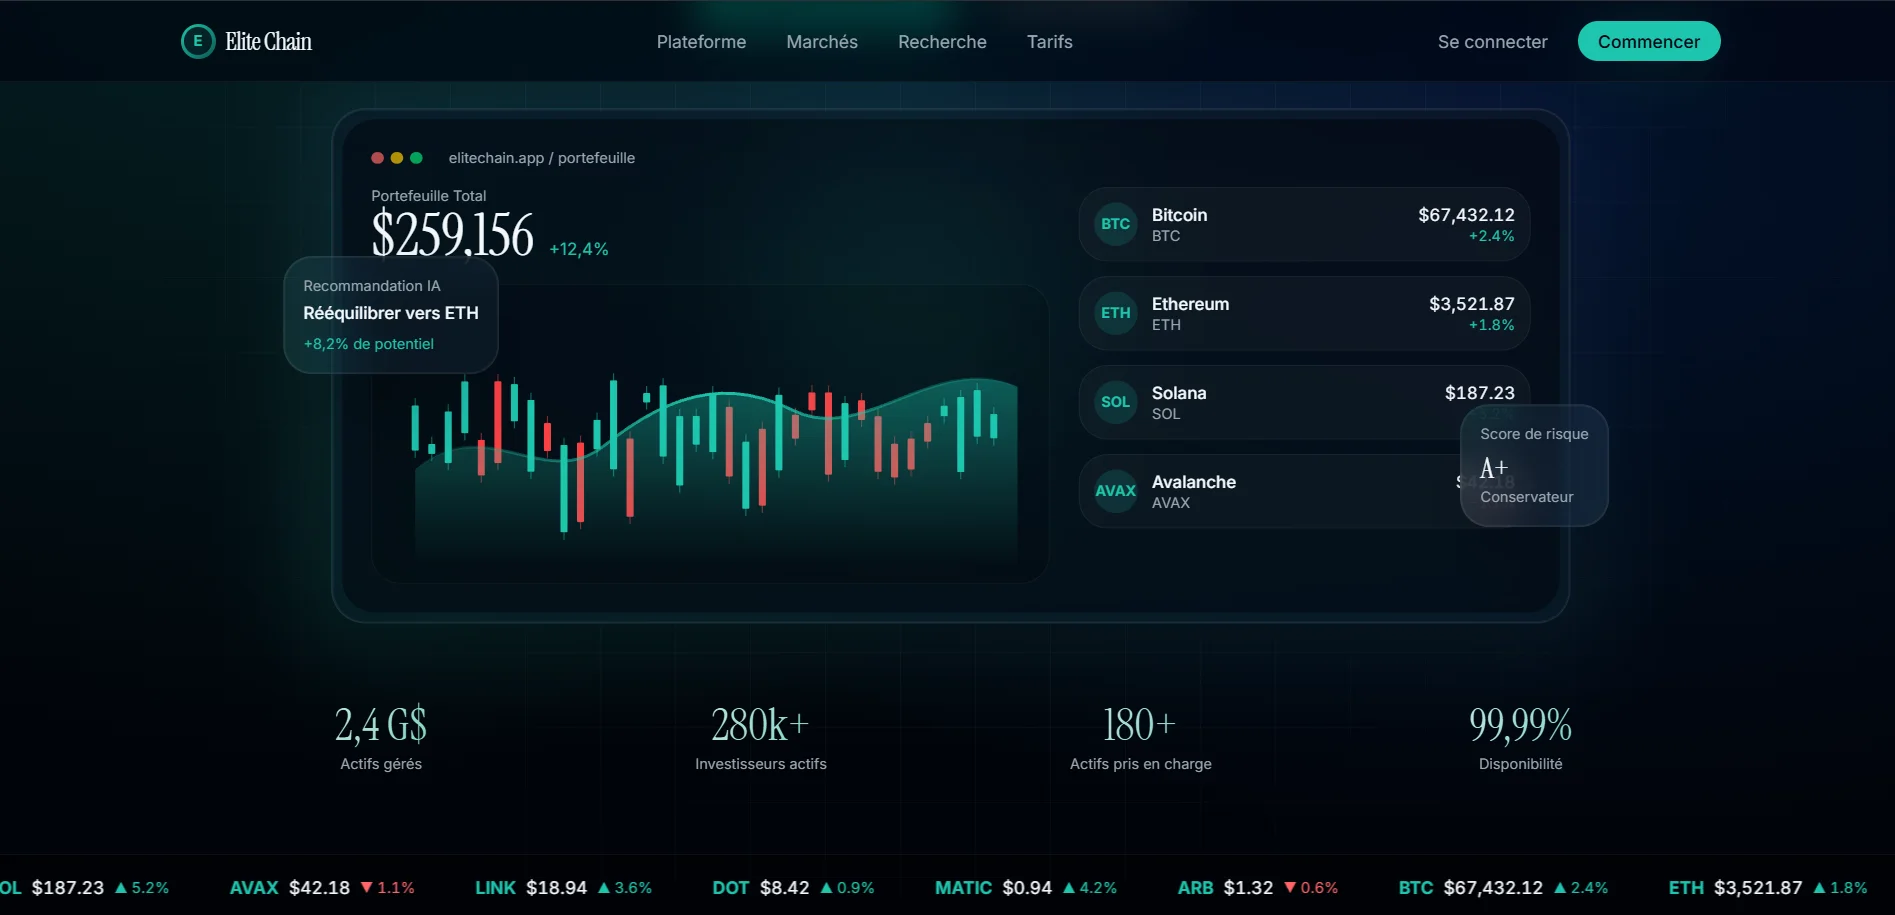 E Elite Chain
Plateforme Marchés Recherche Tarifs
Se connecter Commencer
elitechain.app / portefeuille
Portefeuille Total
$259,156 +12,4%
Recommandation IA
Rééquilibrer vers ETH
+8,2% de potentiel
BTC Bitcoin $67,432.12
BTC +2.4%
ETH Ethereum $3,521.87
ETH +1.8%
SOL Solana $187.23
SOL
AVAX Avalanche $42.18
AVAX
Score de risque
A+
Conservateur
2,4 G$ 280k+ 180+ 99,99%
Actifs gérés Investisseurs actifs Actifs pris en charge Disponibilité
OL $187.23 ▲ 5.2% AVAX $42.18 ▼ 1.1% LINK $18.94 ▲ 3.6% DOT $8.42 ▲ 0.9% MATIC $0.94 ▲ 4.2% ARB $1.32 ▼ 0.6% BTC $67,432.12 ▲ 2.4% ETH $3,521.87 ▲ 1.8%